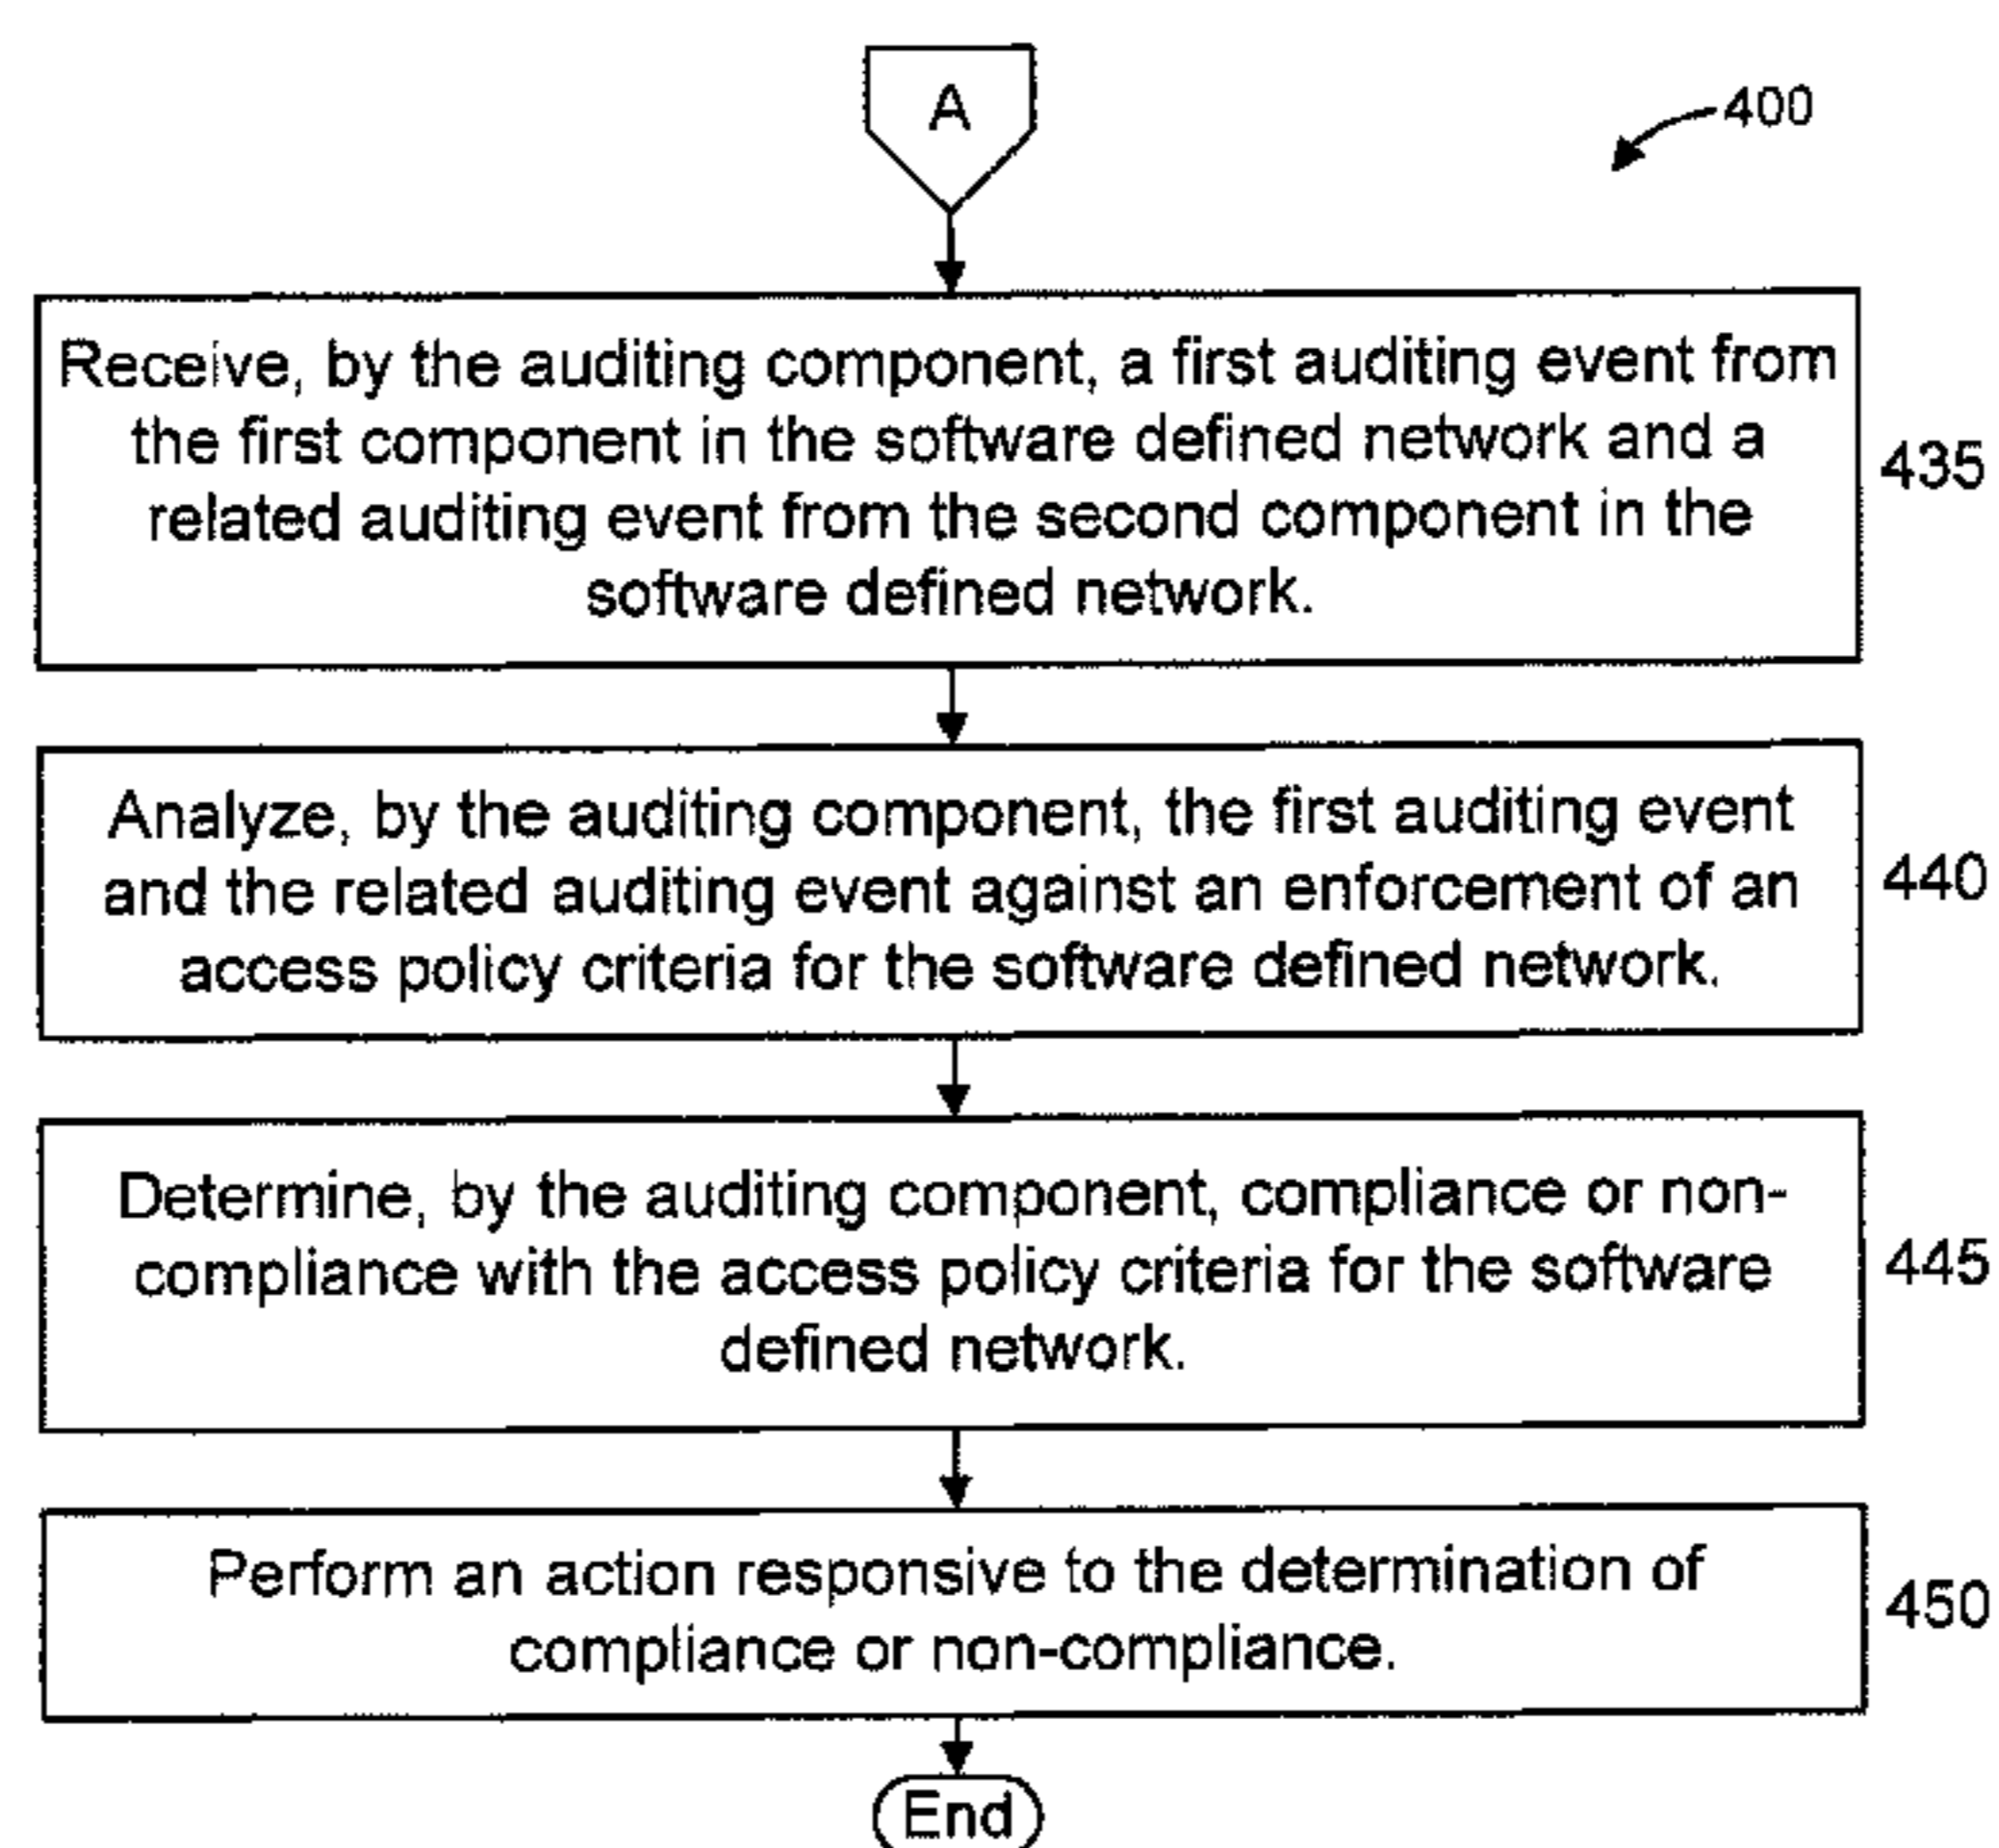 A
400
Receive, by the auditing component, a first auditing event from
the first component in the software defined network and a
related auditing event from the second component in the
software defined network.
435
Analyze, by the auditing component, the first auditing event
and the related auditing event against an enforcement of an
access policy criteria for the software defined network.
440
Determine, by the auditing component, compliance or non-
compliance with the access policy criteria for the software
defined network.
445
Perform an action responsive to the determination of
compliance or non-compliance.
450
End